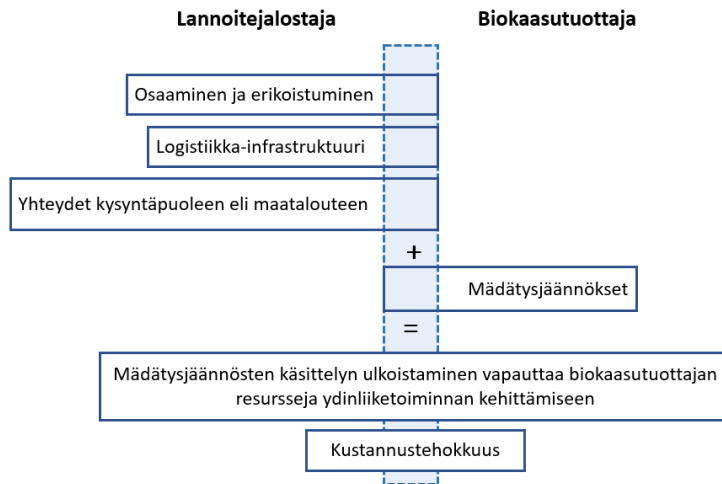 Lannoitejalostaja
Biokaasutuottaja
Osaaminen ja erikoistuminen
Logistiikka-infrastruktuuri
Yhteydet kysyntäpuoleen eli maatalouteen
+
Mädätysjäännökset
=
Mädätysjäännösten käsittelyn ulkoistaminen vapauttaa biokaasutuottajan
resursseja ydinliiketoiminnan kehittämiseen
Kustannustehokkuus